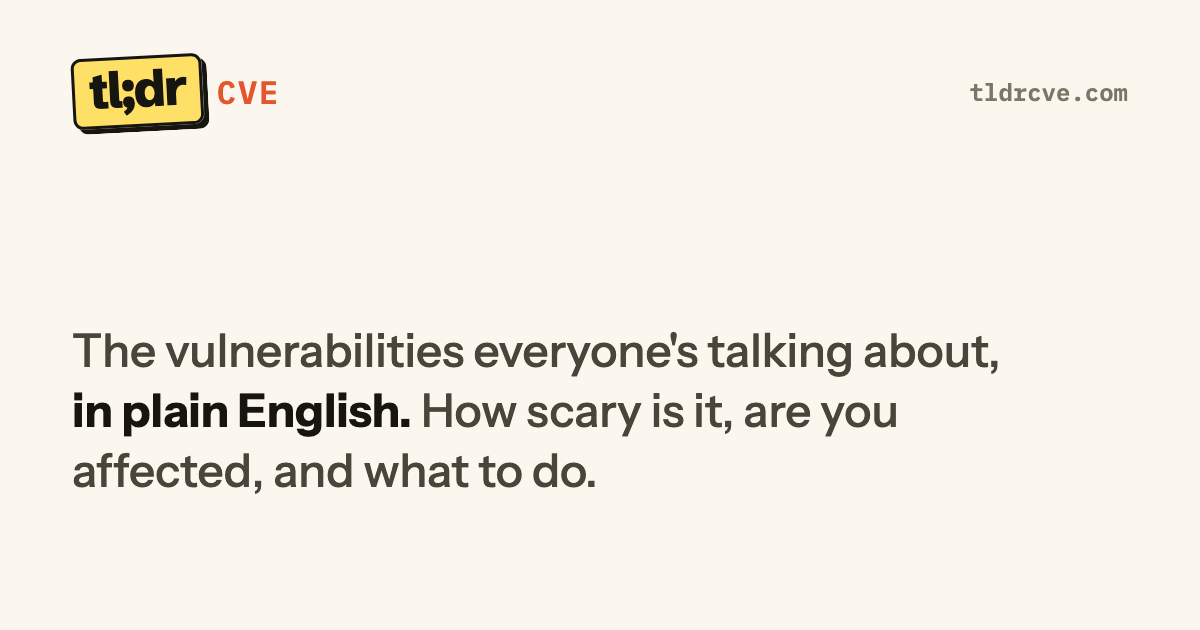 tl;dr CVE
tldrcve.com
The vulnerabilities everyone's talking about,
in plain English. How scary is it, are you
affected, and what to do.